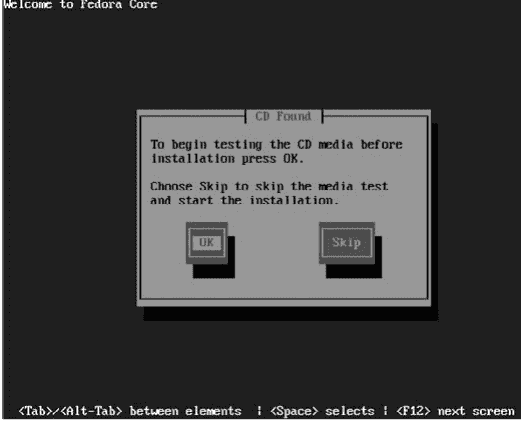 Welcome to Fedora Core
CD Found
To begin testing the CD media before
installation press OK.
Choose Skip to skip the media test
and start the installation.
OK Skip
<Tab>/<Alt-Tab> between elements | <Space> selects | <F12> next screen